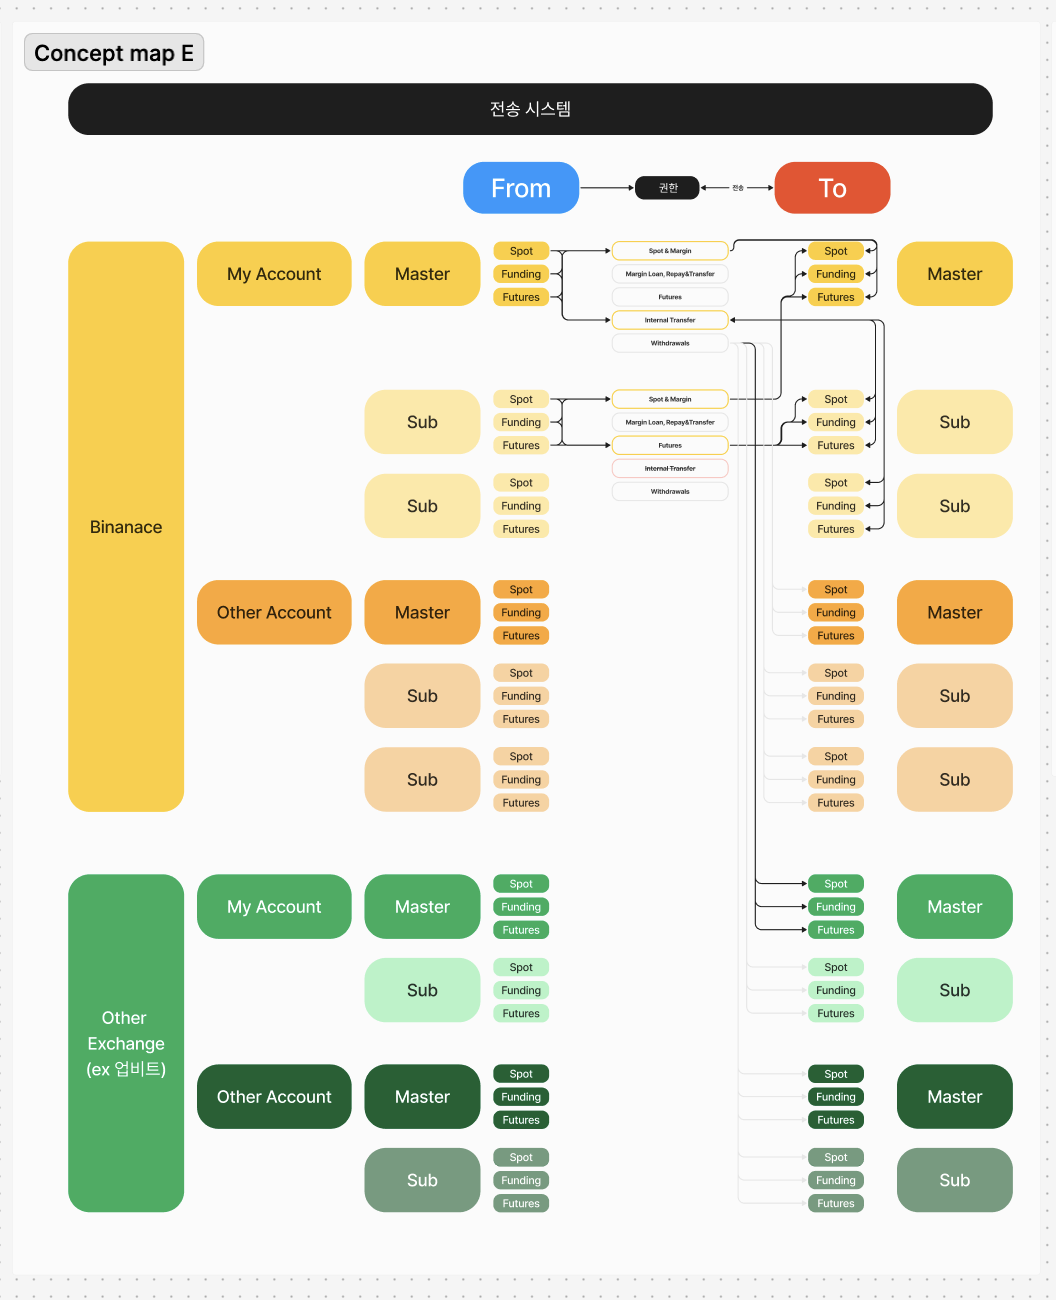 Concept map E
전송 시스템
From
권한
전송
To
Binanace
My Account
Master
Spot
Funding
Futures
Spot & Margin
Margin Loan, Repay&Transfer
Futures
Internal Transfer
Withdrawals
Spot
Funding
Futures
Master
Sub
Spot
Funding
Futures
Spot & Margin
Margin Loan, Repay&Transfer
Futures
Internal Transfer
Withdrawals
Spot
Funding
Futures
Sub
Sub
Spot
Funding
Futures
Spot
Funding
Futures
Sub
Other Account
Master
Spot
Funding
Futures
Spot
Funding
Futures
Master
Sub
Spot
Funding
Futures
Spot
Funding
Futures
Sub
Sub
Spot
Funding
Futures
Spot
Funding
Futures
Sub
Other
Exchange
(ex 업비트)
My Account
Master
Spot
Funding
Futures
Spot
Funding
Futures
Master
Sub
Spot
Funding
Futures
Spot
Funding
Futures
Sub
Other Account
Master
Spot
Funding
Futures
Spot
Funding
Futures
Master
Sub
Spot
Funding
Futures
Spot
Funding
Futures
Sub